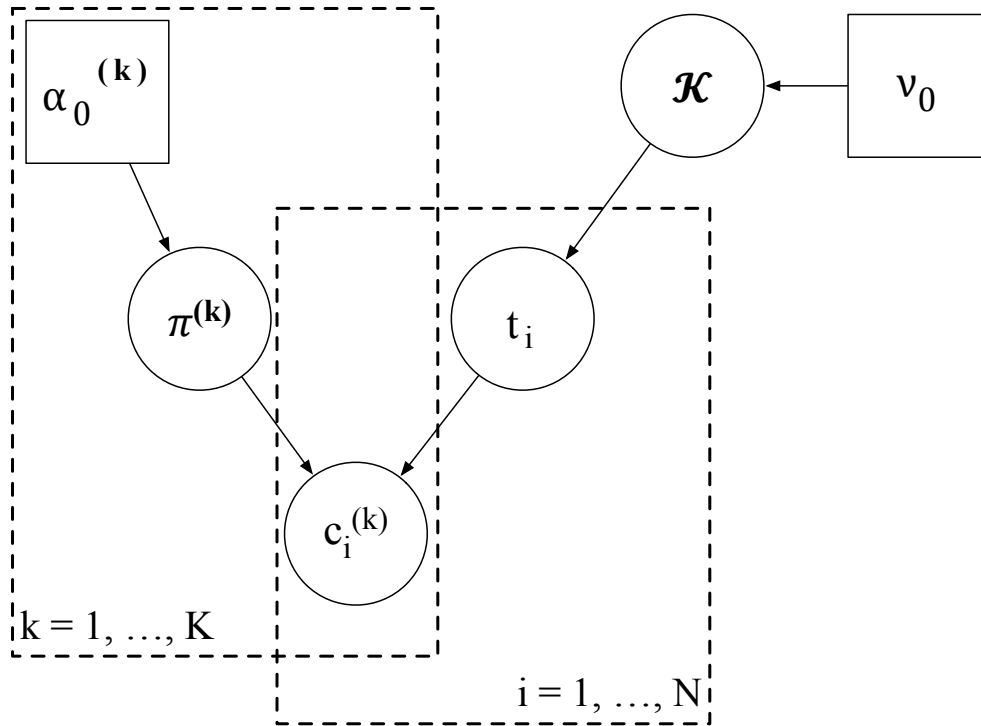 α₀⁽ᵏ⁾
𝓚
ν₀
π⁽ᵏ⁾
tᵢ
cᵢ⁽ᵏ⁾
k = 1, …, K
i = 1, …, N